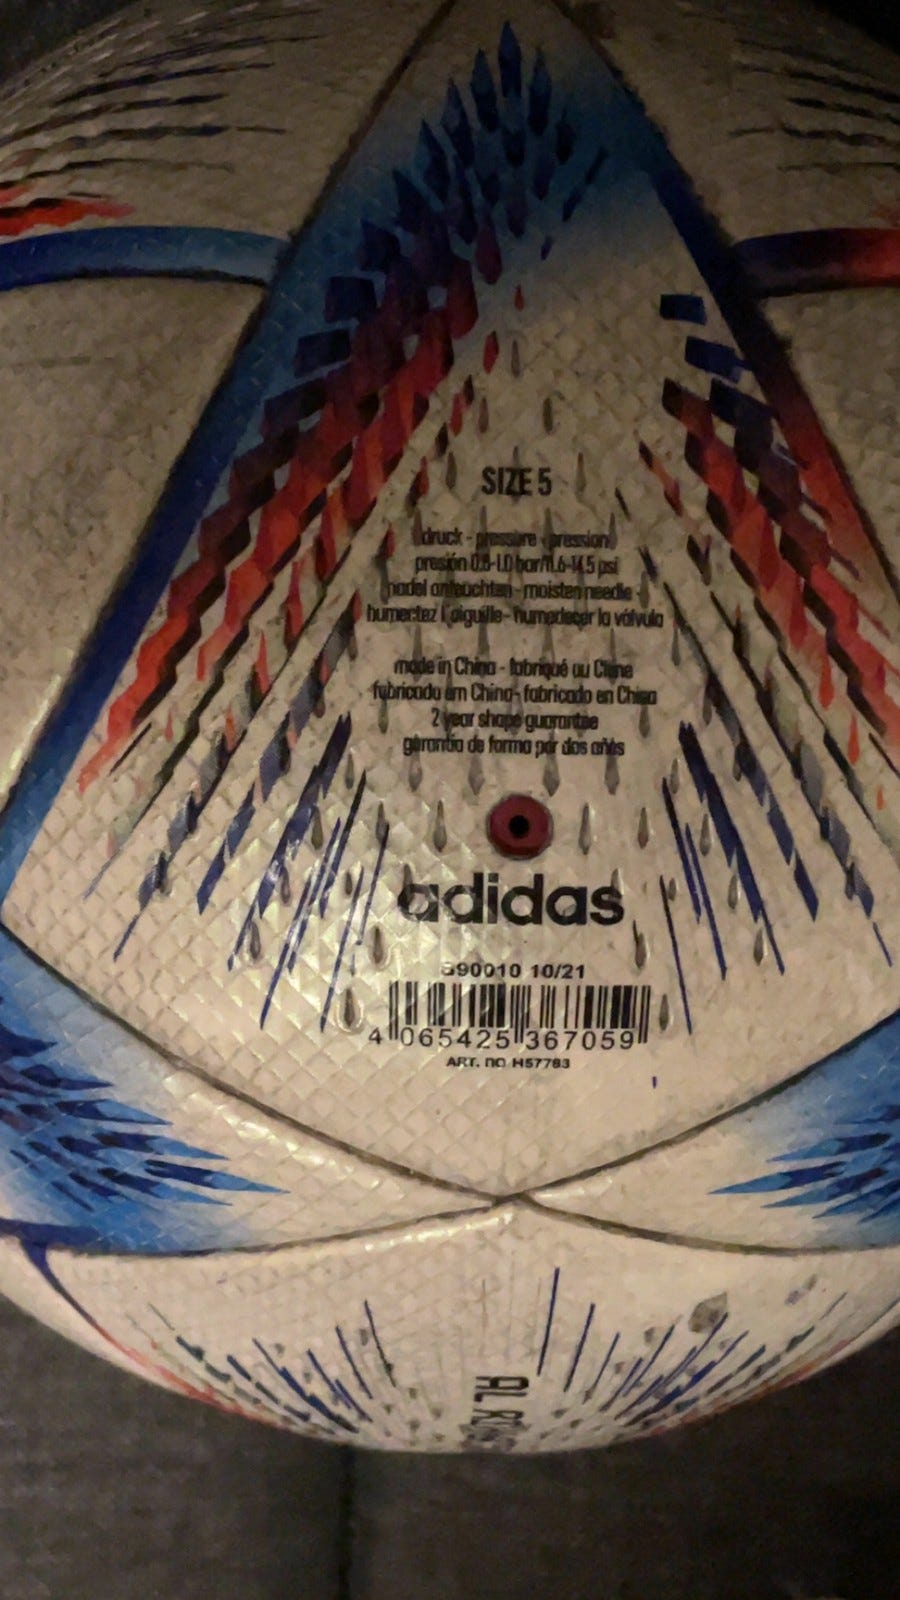 SIZE 5
druck - pressure - pression
presión 0.8-1.0 bar/11.6-14.5 psi
nadel anfeuchten - moisten needle -
humectez l'aiguille - humedecer la válvula
made in China - fabriqué au Chine
fabricado em China - fabricado en China
2 year shape guarantee
garantía de forma por dos años
adidas
590010 10/21
4 065425 367059
ART. no H57783
AL